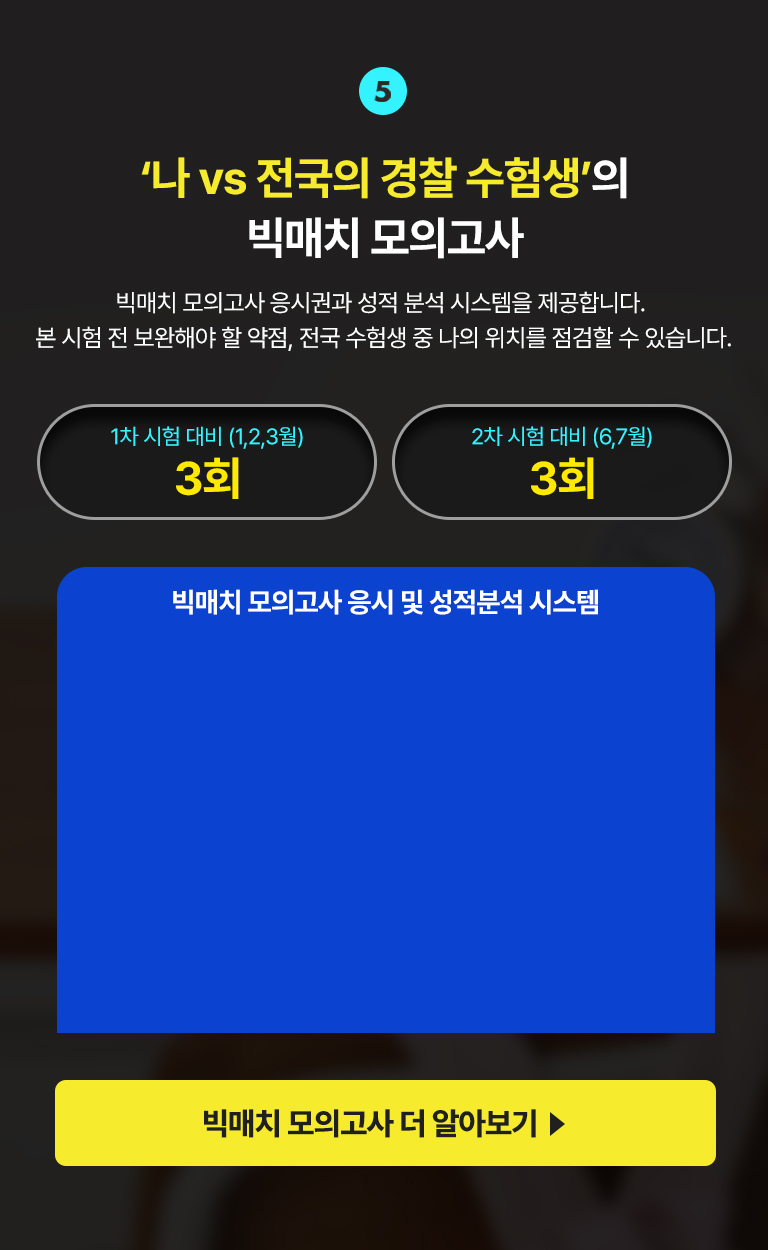 5
‘나 vs 전국의 경찰 수험생’의
빅매치 모의고사
빅매치 모의고사 응시권과 성적 분석 시스템을 제공합니다.
본 시험 전 보완해야 할 약점, 전국 수험생 중 나의 위치를 점검할 수 있습니다.
1차 시험 대비 (1,2,3월)
3회
2차 시험 대비 (6,7월)
3회
빅매치 모의고사 응시 및 성적분석 시스템
빅매치 모의고사 더 알아보기